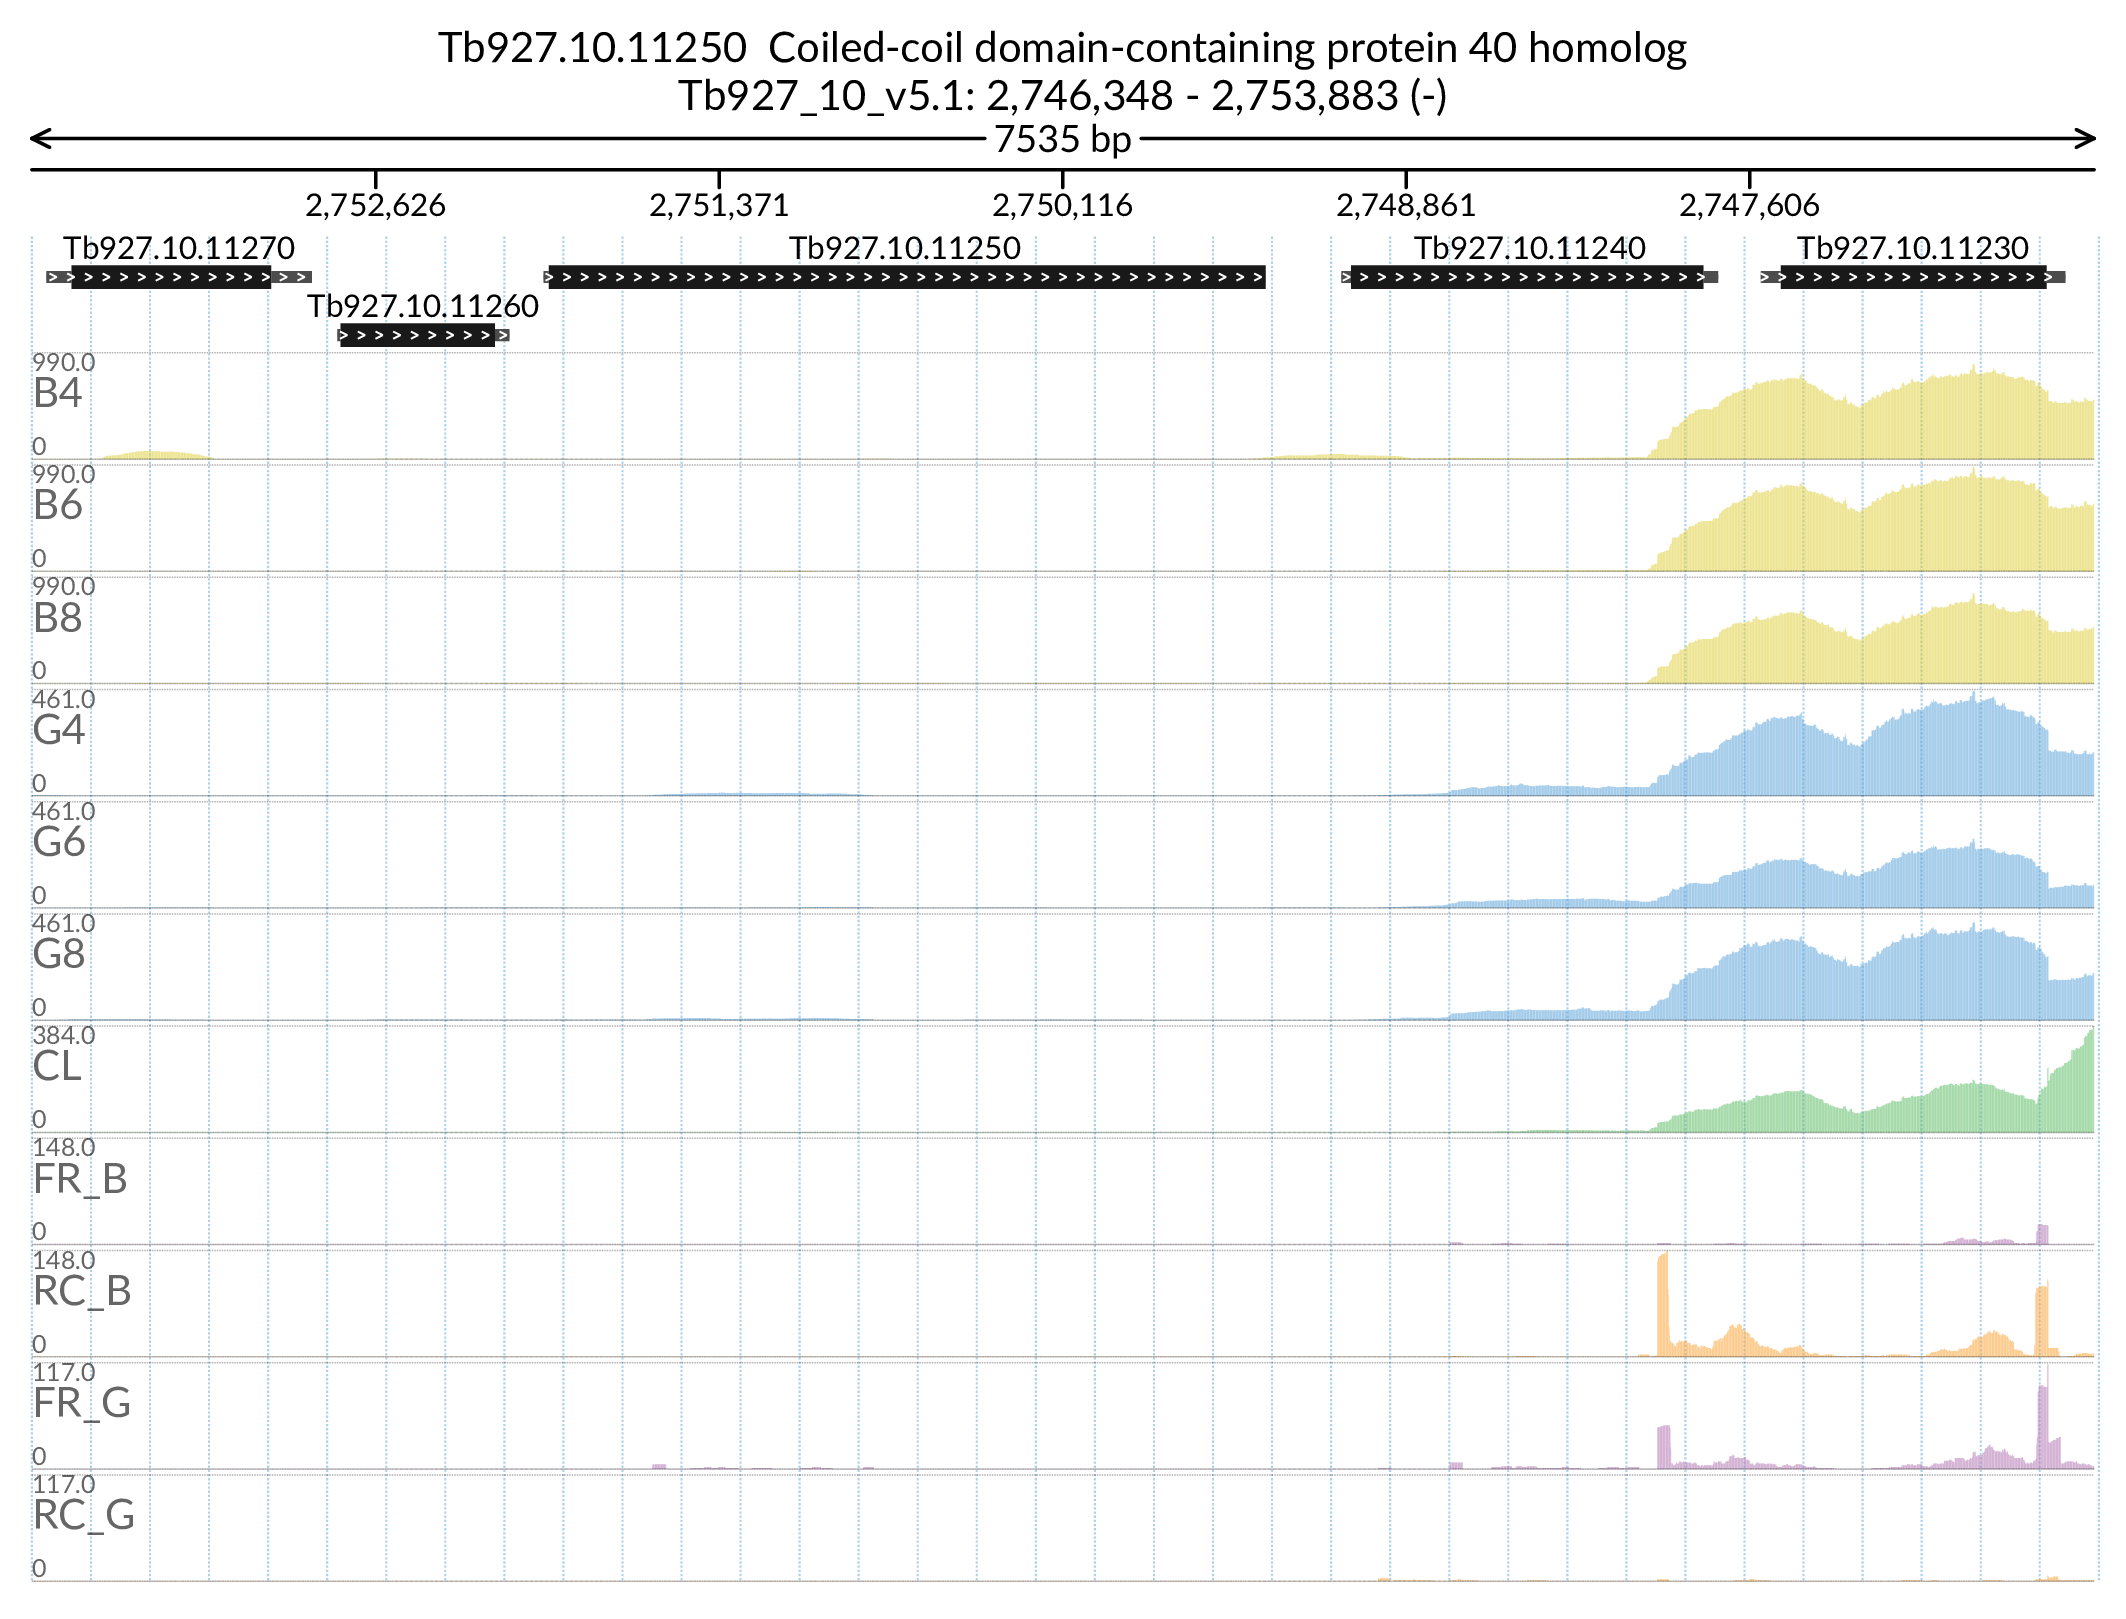 Tb927.10.11250  Coiled-coil domain-containing protein 40 homolog
Tb927_10_v5.1: 2,746,348 - 2,753,883 (-)
7535 bp
2,752,626 2,751,371 2,750,116 2,748,861 2,747,606
Tb927.10.11270 Tb927.10.11250 Tb927.10.11240 Tb927.10.11230
Tb927.10.11260
990.0
B4
0
990.0
B6
0
990.0
B8
0
461.0
G4
0
461.0
G6
0
461.0
G8
0
384.0
CL
0
148.0
FR_B
0
148.0
RC_B
0
117.0
FR_G
0
117.0
RC_G
0